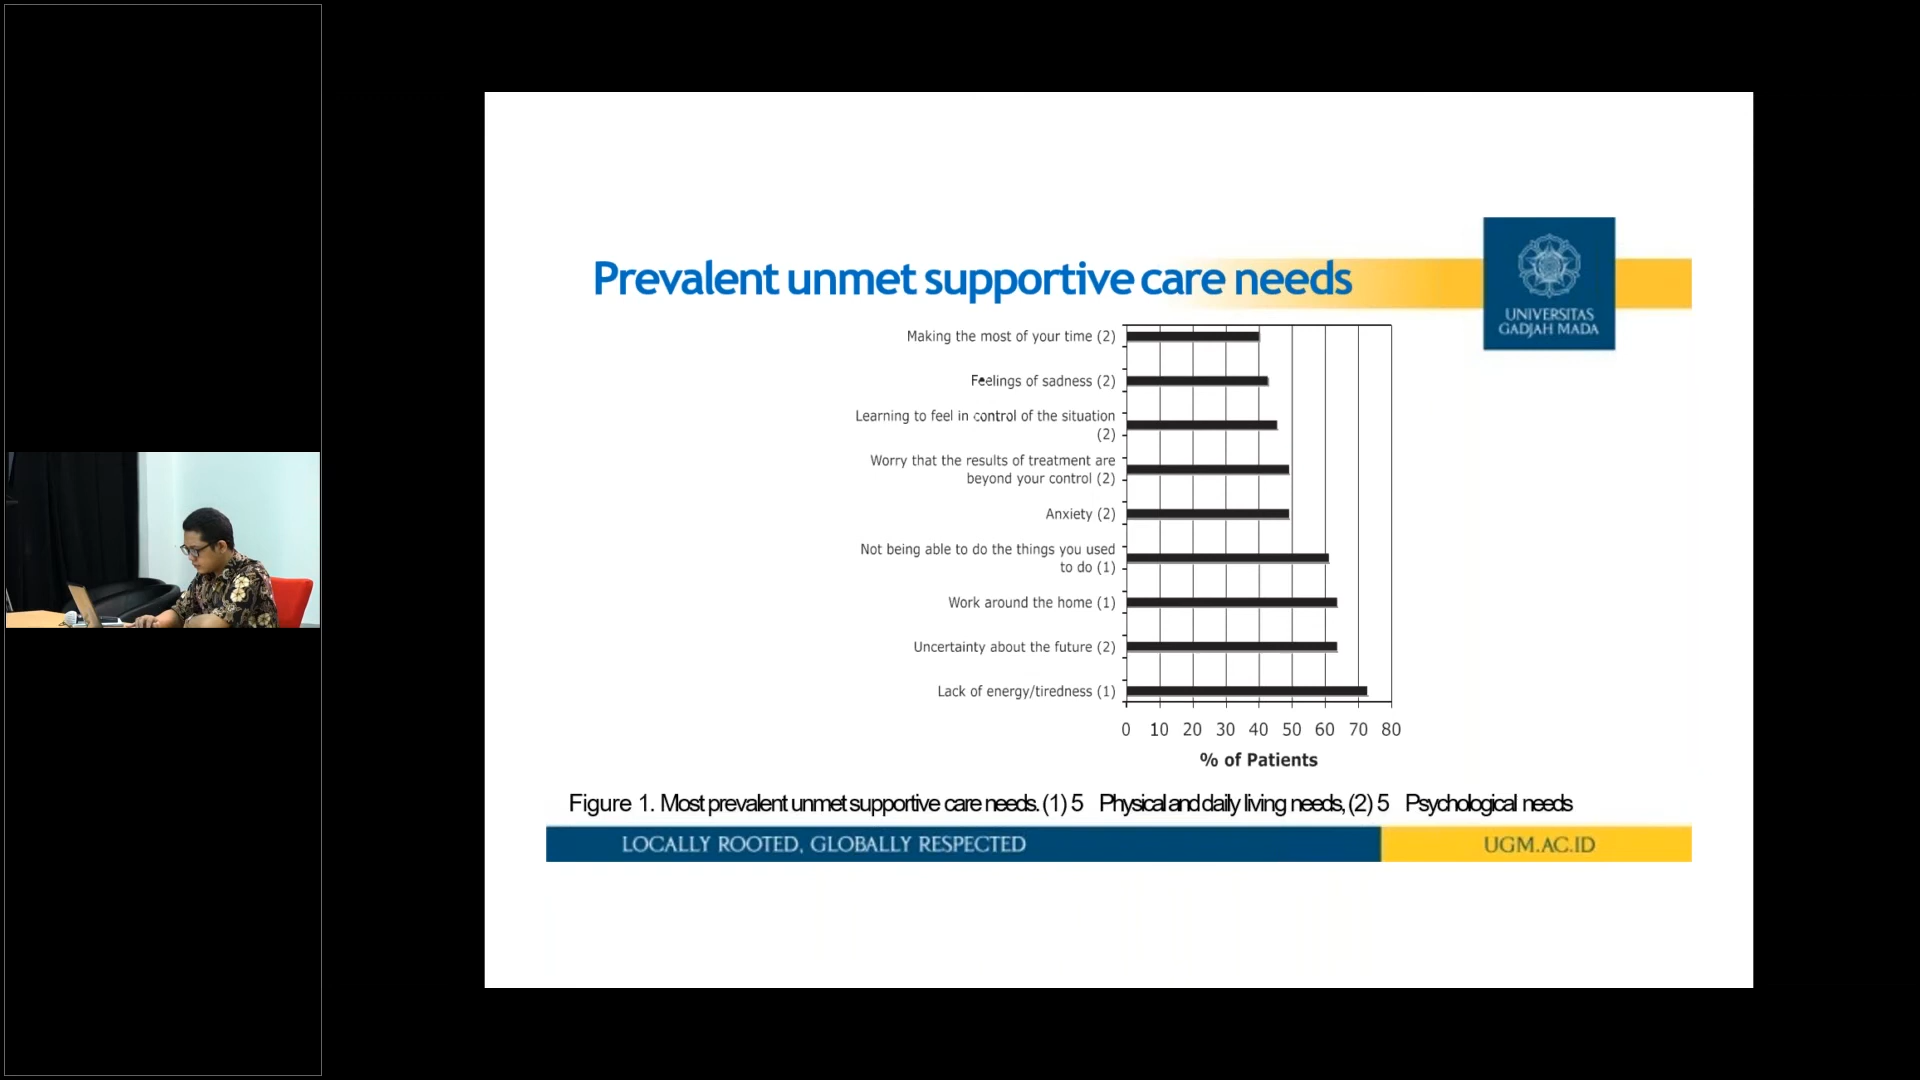 Prevalent unmet supportive care needs
UNIVERSITAS
GADJAH MADA
Making the most of your time (2)
Feelings of sadness (2)
Learning to feel in control of the situation
(2)
Worry that the results of treatment are
beyond your control (2)
Anxiety (2)
Not being able to do the things you used
to do (1)
Work around the home (1)
Uncertainty about the future (2)
Lack of energy/tiredness (1)
0 10 20 30 40 50 60 70 80
% of Patients
Figure 1. Most prevalent unmet supportive care needs. (1) 5 Physical and daily living needs, (2) 5 Psychological needs
LOCALLY ROOTED, GLOBALLY RESPECTED
UGM.AC.ID